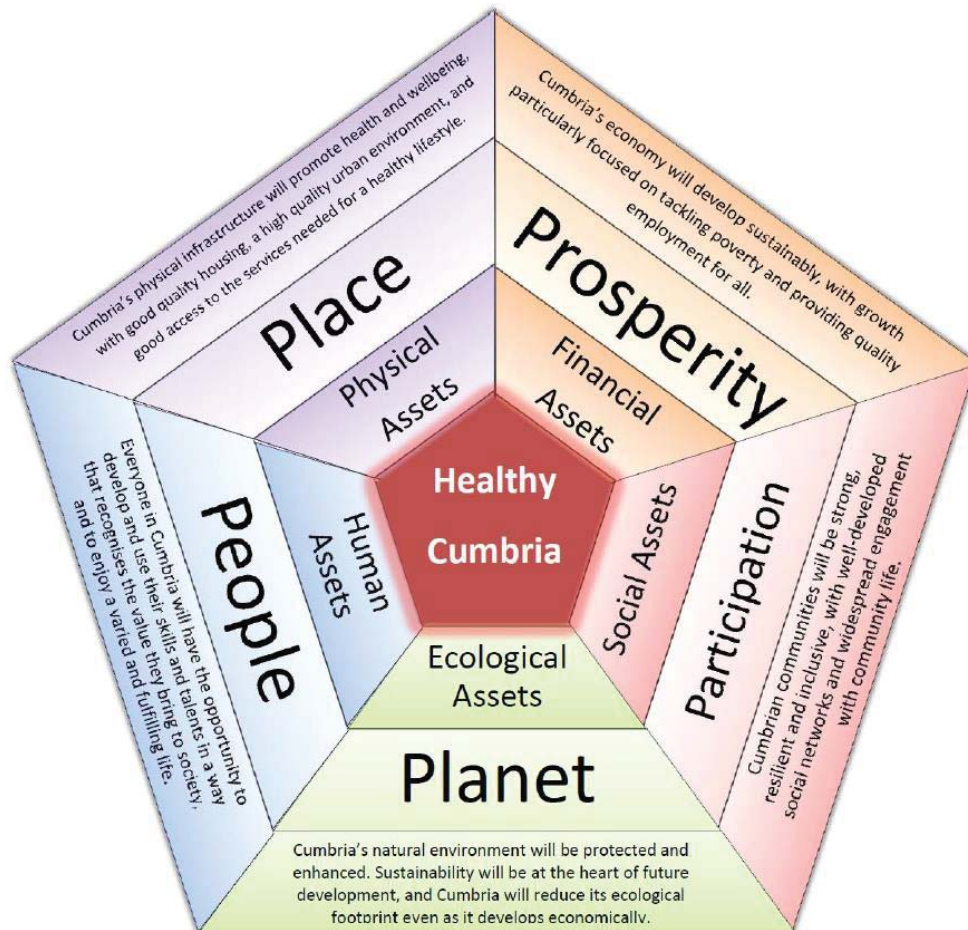 Cumbria's physical infrastructure will promote health and wellbeing,
with good quality housing, a high quality urban environment, and
good access to the services needed for a healthy lifestyle.
Place
Physical
Assets
Cumbria's economy will develop sustainably, with growth
particularly focused on tackling poverty and providing quality
employment for all.
Prosperity
Financial
Assets
Healthy
Cumbria
Everyone in Cumbria will have the opportunity to
develop and use their skills and talents in a way
that recognises the value they bring to society,
and to enjoy a varied and fulfilling life.
People
Human
Assets
Social Assets
Participation
Cumbrian communities will be strong,
resilient and inclusive, with well-developed
social networks and widespread engagement
with community life.
Ecological
Assets
Planet
Cumbria's natural environment will be protected and
enhanced. Sustainability will be at the heart of future
development, and Cumbria will reduce its ecological
footprint even as it develops economically.